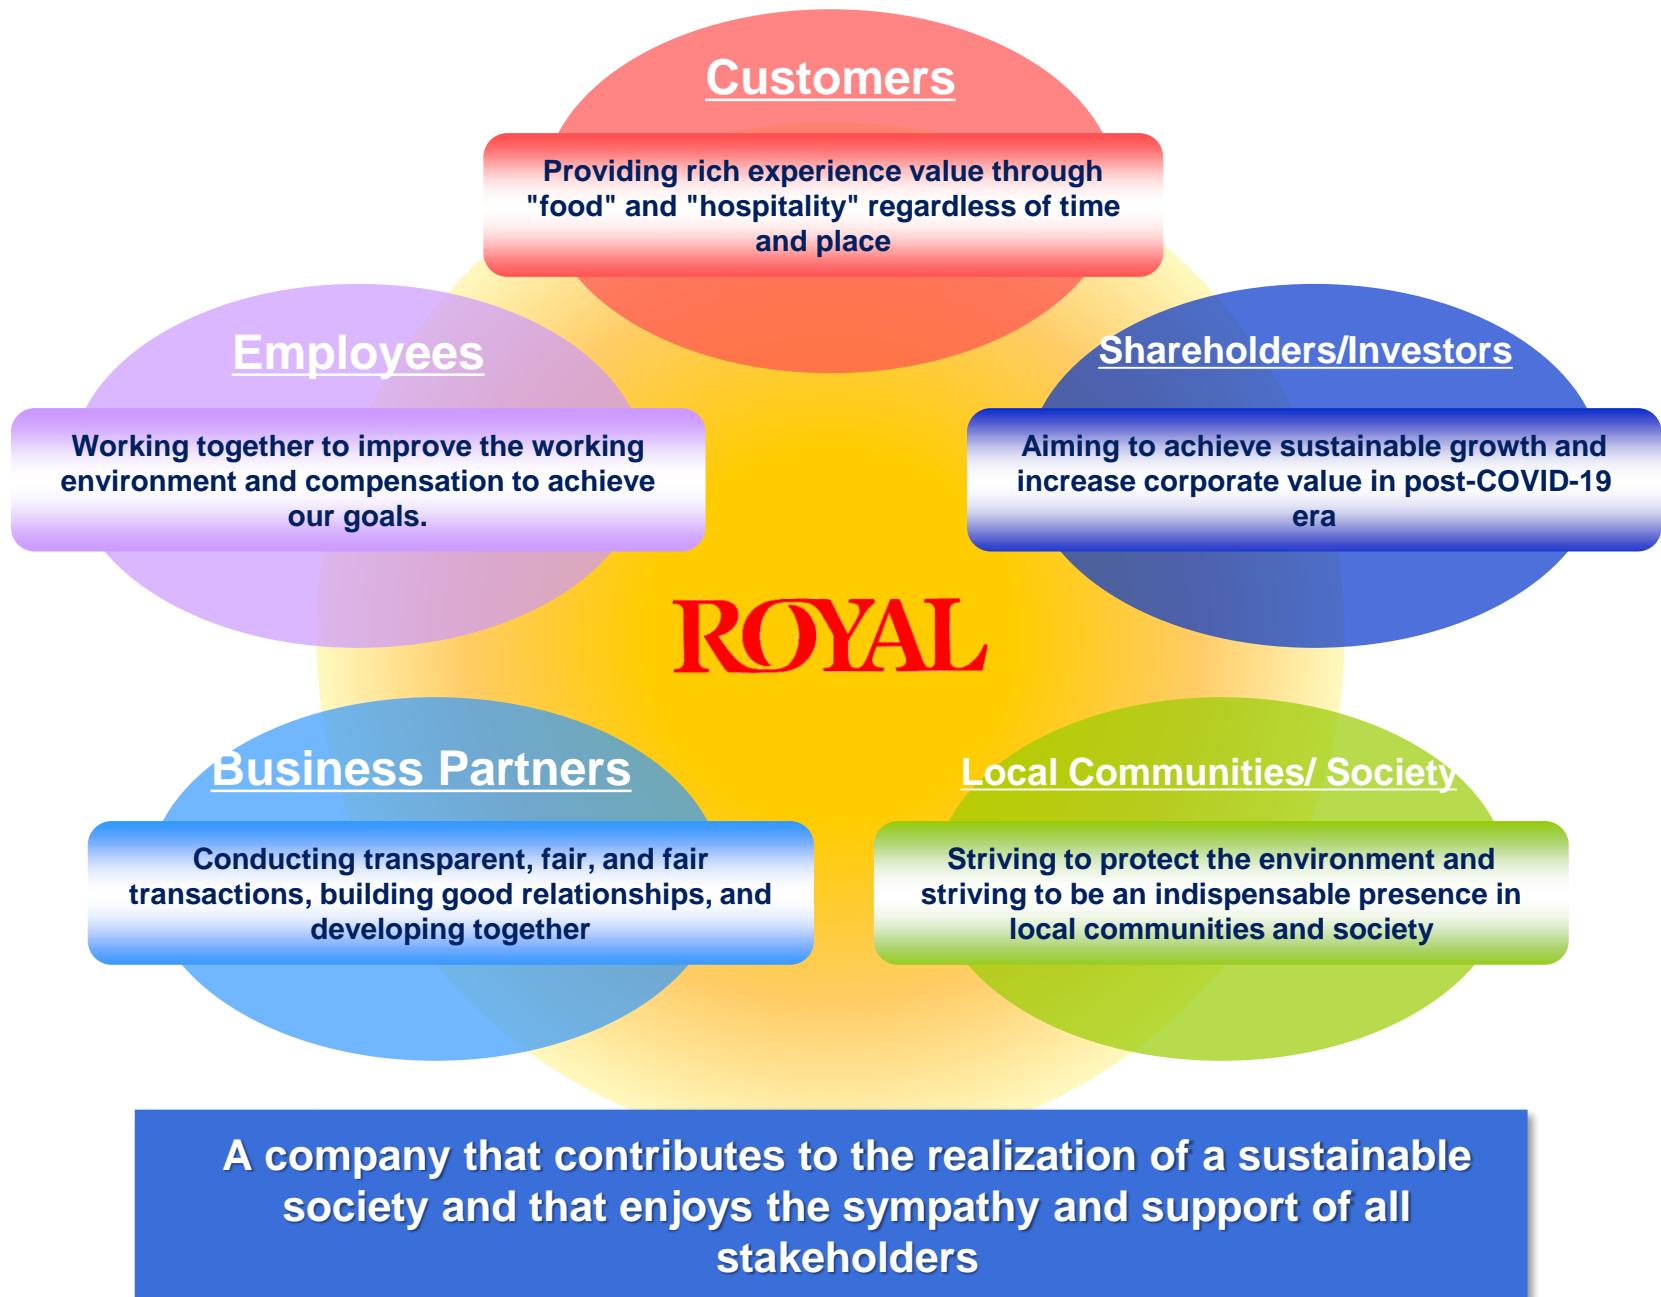 Customers
Providing rich experience value through
"food" and "hospitality" regardless of time
and place
Employees
Working together to improve the working
environment and compensation to achieve
our goals.
Shareholders/Investors
Aiming to achieve sustainable growth and
increase corporate value in post-COVID-19
era
ROYAL
Business Partners
Conducting transparent, fair, and fair
transactions, building good relationships, and
developing together
Local Communities/ Society
Striving to protect the environment and
striving to be an indispensable presence in
local communities and society
A company that contributes to the realization of a sustainable
society and that enjoys the sympathy and support of all
stakeholders